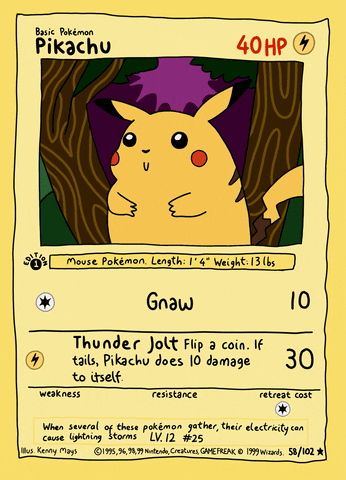 Basic Pokémon
Pikachu
40 HP
EDITION
1
Mouse Pokémon. Length: 1' 4" Weight: 13 lbs
Gnaw 10
Thunder Jolt Flip a coin. If
tails, Pikachu does 10 damage
to itself.
30
weakness resistance retreat cost
When several of these pokémon gather, their electricity can
cause lightning storms LV. 12 #25
Illus. Kenny Mays ©1995, 96, 98, 99 Nintendo, Creatures, GAMEFREAK © 1999 Wizards. 58/102 ★